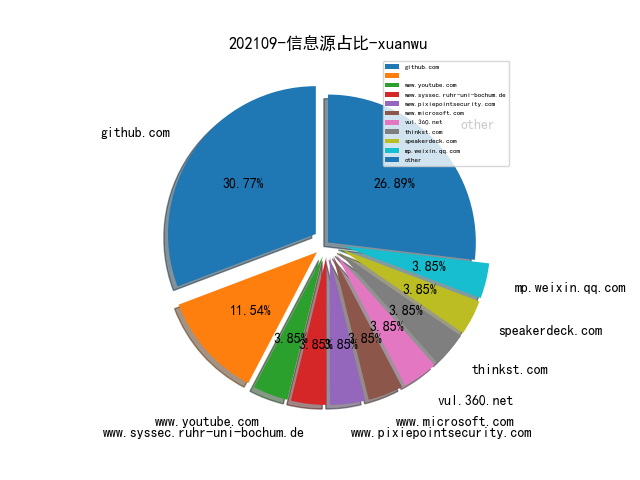 202109-信息源占比-xuanwu
github.com
www.youtube.com
www.syssec.ruhr-uni-bochum.de
www.pixiepointsecurity.com
www.microsoft.com
vul.360.net
thinkst.com
speakerdeck.com
mp.weixin.qq.com
other
github.com
other
30.77%
26.89%
11.54%
3.85%
3.85%
3.85%
3.85%
3.85%
3.85%
3.85%
3.85%
mp.weixin.qq.com
speakerdeck.com
thinkst.com
vul.360.net
www.youtube.com
www.microsoft.com
www.syssec.ruhr-uni-bochum.de
www.pixiepointsecurity.com